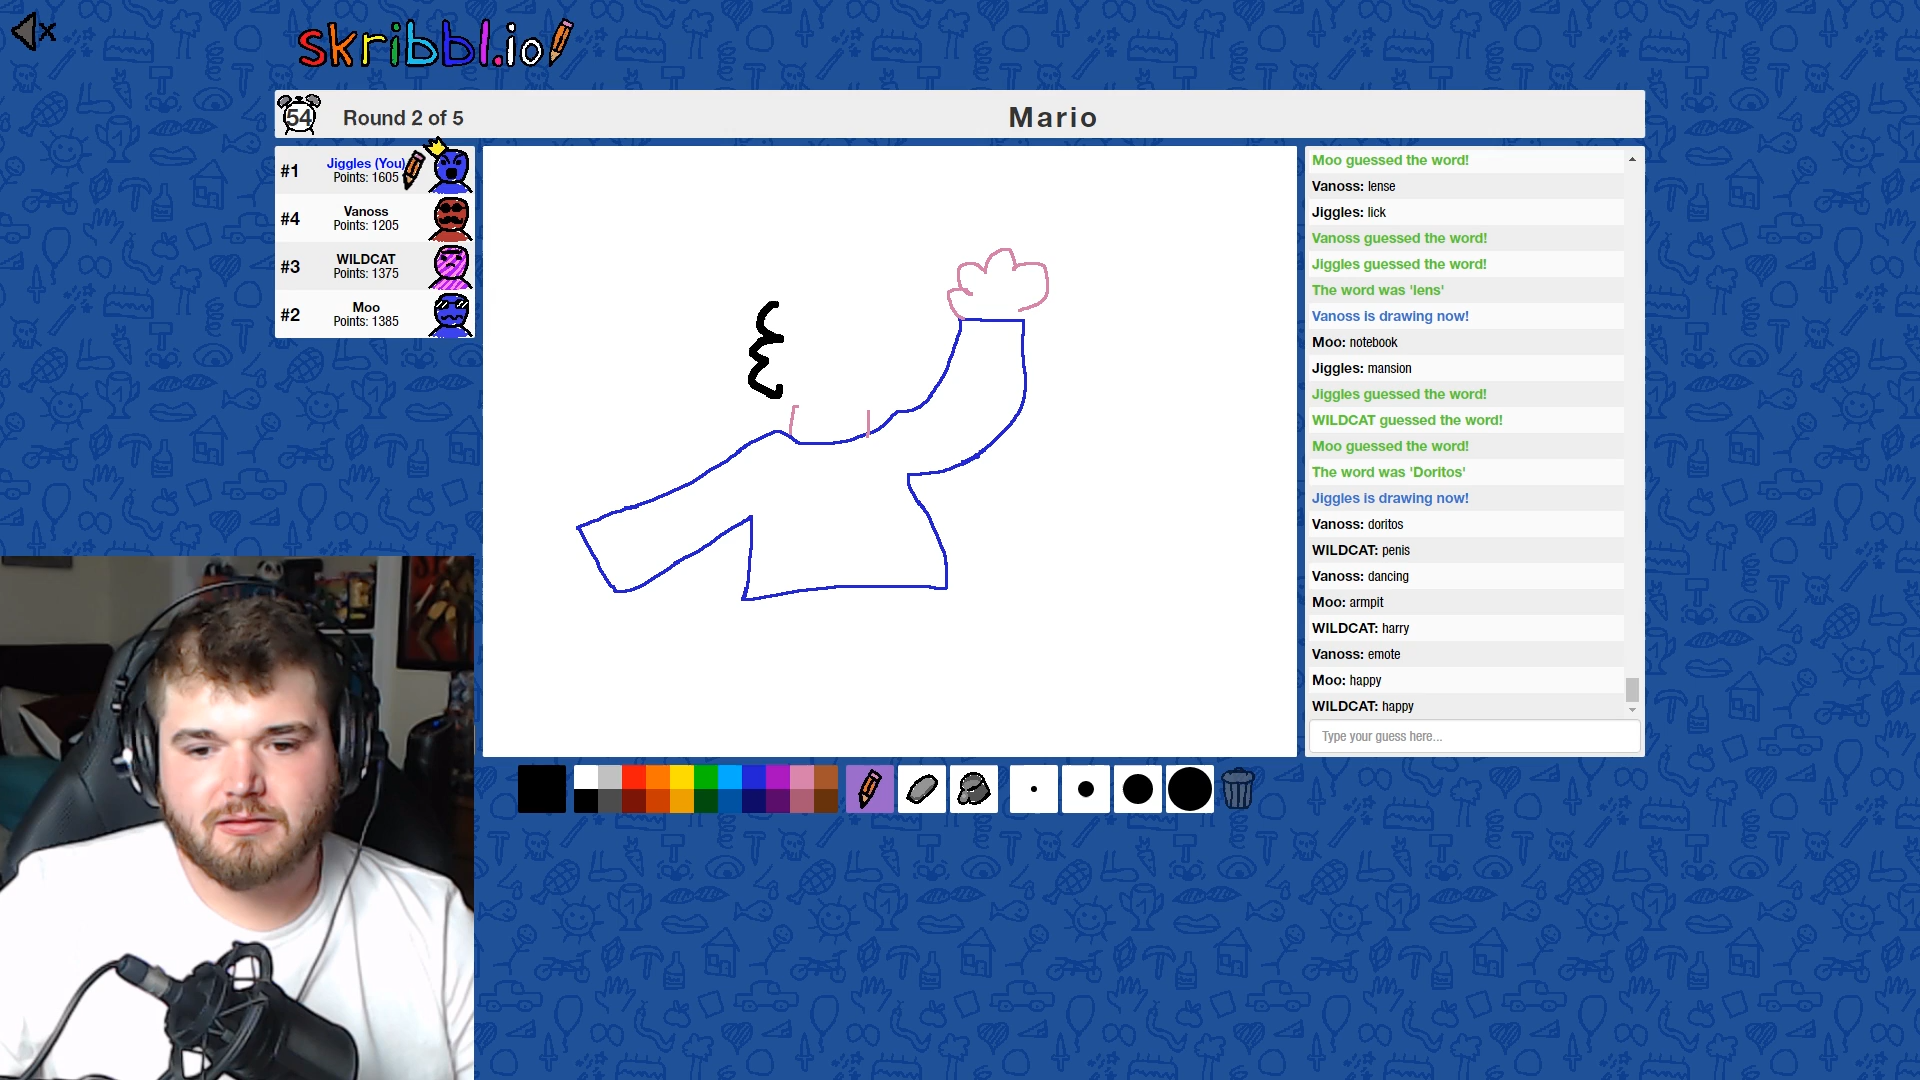 skribbl.io
54
Round 2 of 5
Mario
#1
Jiggles (You)
Points: 1605
#4
Vanoss
Points: 1205
#3
WILDCAT
Points: 1375
#2
Moo
Points: 1385
Moo guessed the word!
Vanoss: lense
Jiggles: lick
Vanoss guessed the word!
Jiggles guessed the word!
The word was 'lens'
Vanoss is drawing now!
Moo: notebook
Jiggles: mansion
Jiggles guessed the word!
WILDCAT guessed the word!
Moo guessed the word!
The word was 'Doritos'
Jiggles is drawing now!
Vanoss: doritos
WILDCAT: penis
Vanoss: dancing
Moo: armpit
WILDCAT: harry
Vanoss: emote
Moo: happy
WILDCAT: happy
Type your guess here...